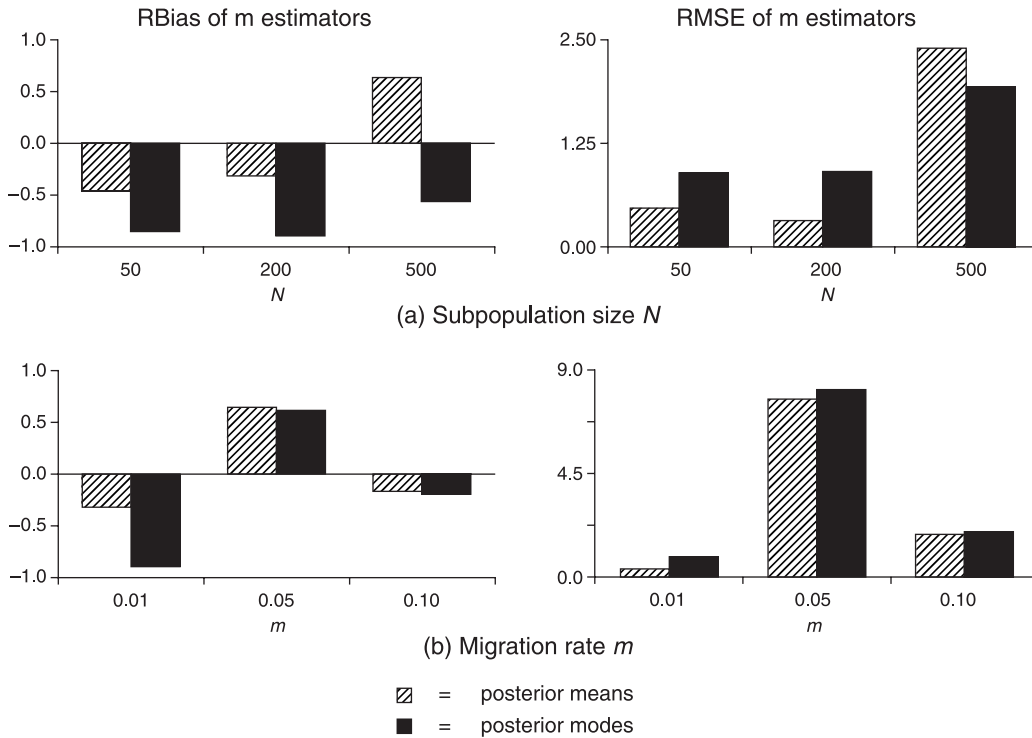 RBias of m estimators
1.0
0.5
0.0
−0.5
−1.0
50 200 500
N
RMSE of m estimators
2.50
1.25
0.00
50 200 500
N
(a) Subpopulation size N
1.0
0.5
0.0
−0.5
−1.0
0.01 0.05 0.10
m
9.0
4.5
0.0
0.01 0.05 0.10
m
(b) Migration rate m
= posterior means
= posterior modes